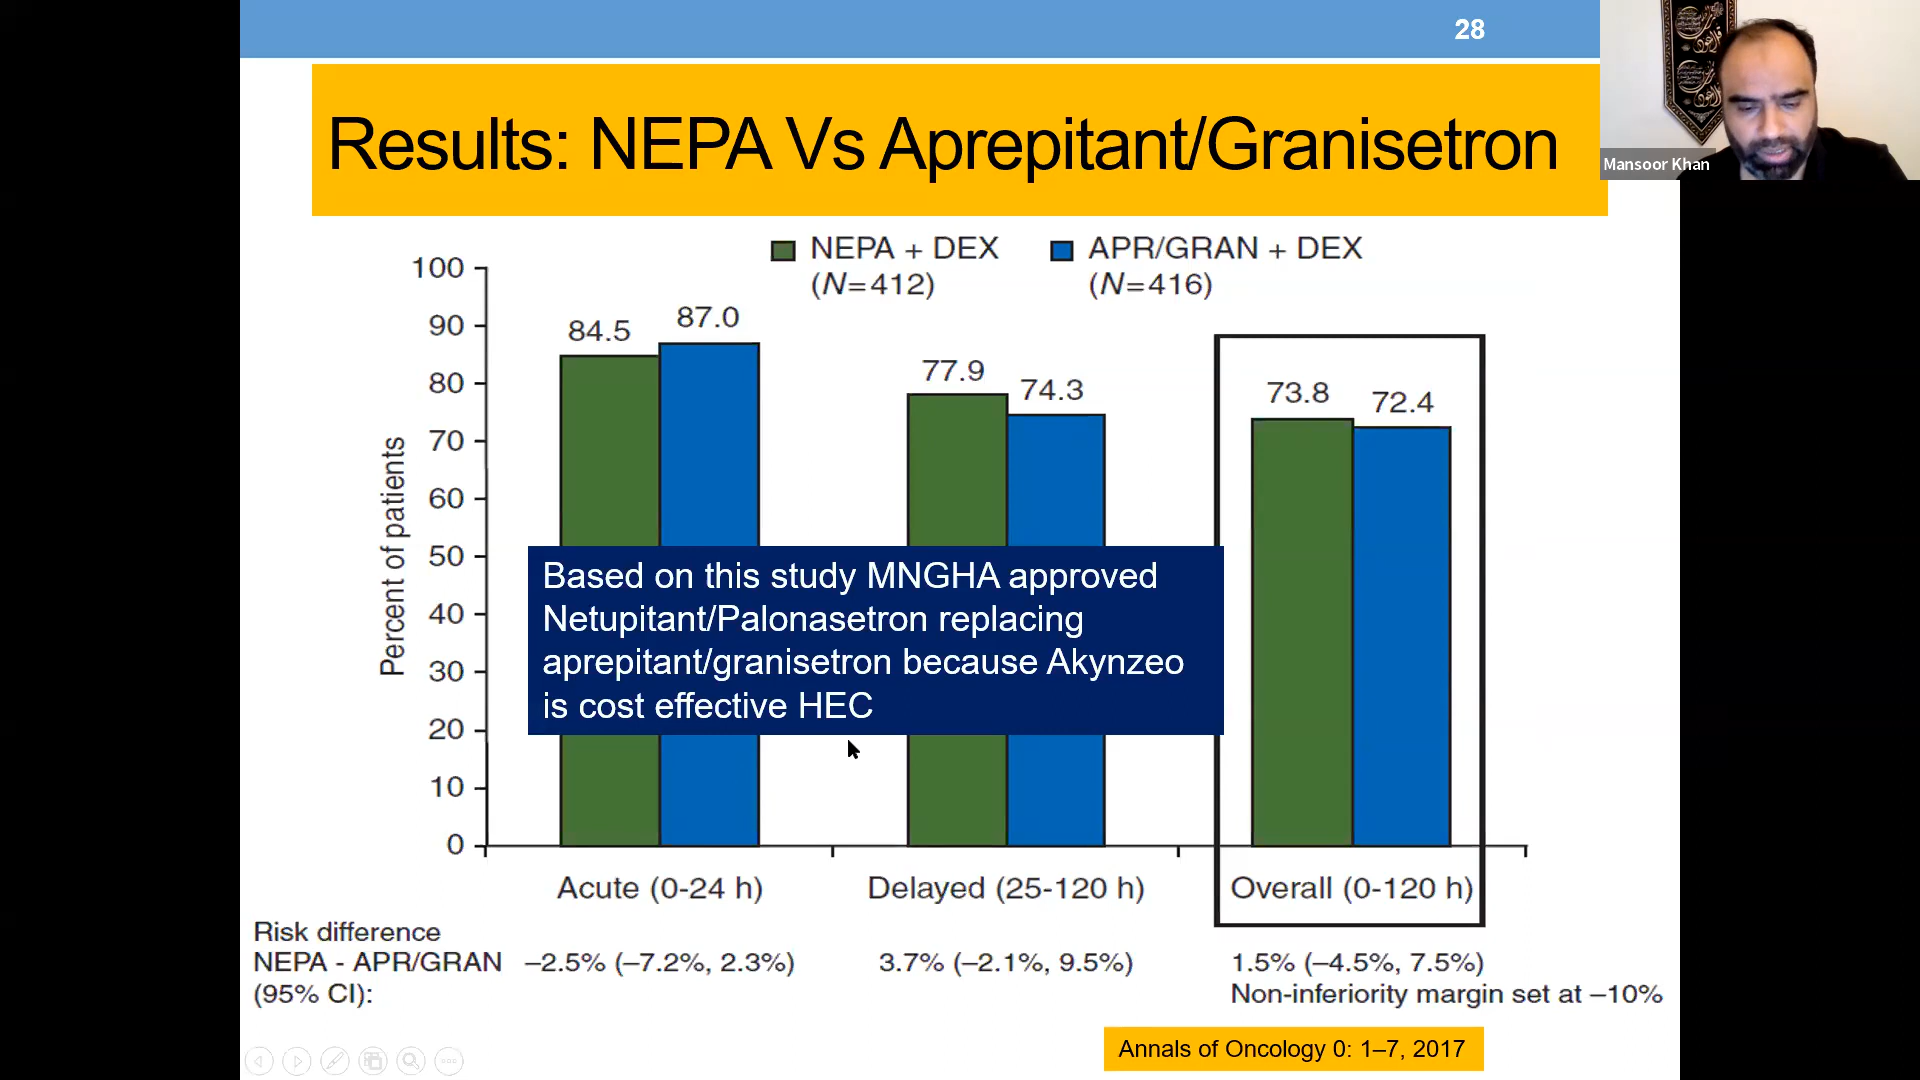 28
Results: NEPA Vs Aprepitant/Granisetron
Mansoor Khan
NEPA + DEX
(N=412)
APR/GRAN + DEX
(N=416)
Percent of patients
100
90
80
70
60
50
40
30
20
10
0
84.5
87.0
77.9
74.3
73.8
72.4
Based on this study MNGHA approved
Netupitant/Palonasetron replacing
aprepitant/granisetron because Akynzeo
is cost effective HEC
Acute (0-24 h)
Delayed (25-120 h)
Overall (0-120 h)
Risk difference
NEPA - APR/GRAN
(95% CI):
–2.5% (–7.2%, 2.3%)
3.7% (–2.1%, 9.5%)
1.5% (–4.5%, 7.5%)
Non-inferiority margin set at –10%
Annals of Oncology 0: 1–7, 2017